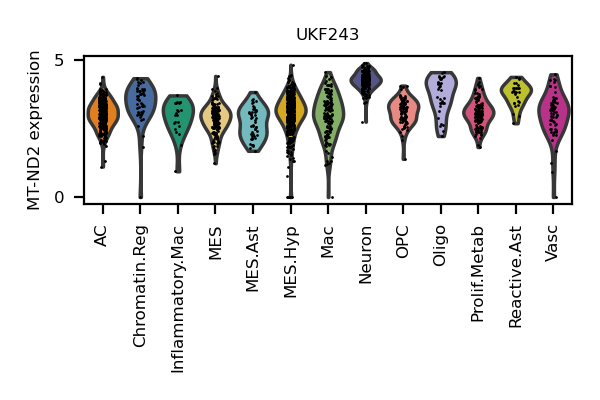 UKF243
MT-ND2 expression
5
0
AC
Chromatin.Reg
Inflammatory.Mac
MES
MES.Ast
MES.Hyp
Mac
Neuron
OPC
Oligo
Prolif.Metab
Reactive.Ast
Vasc